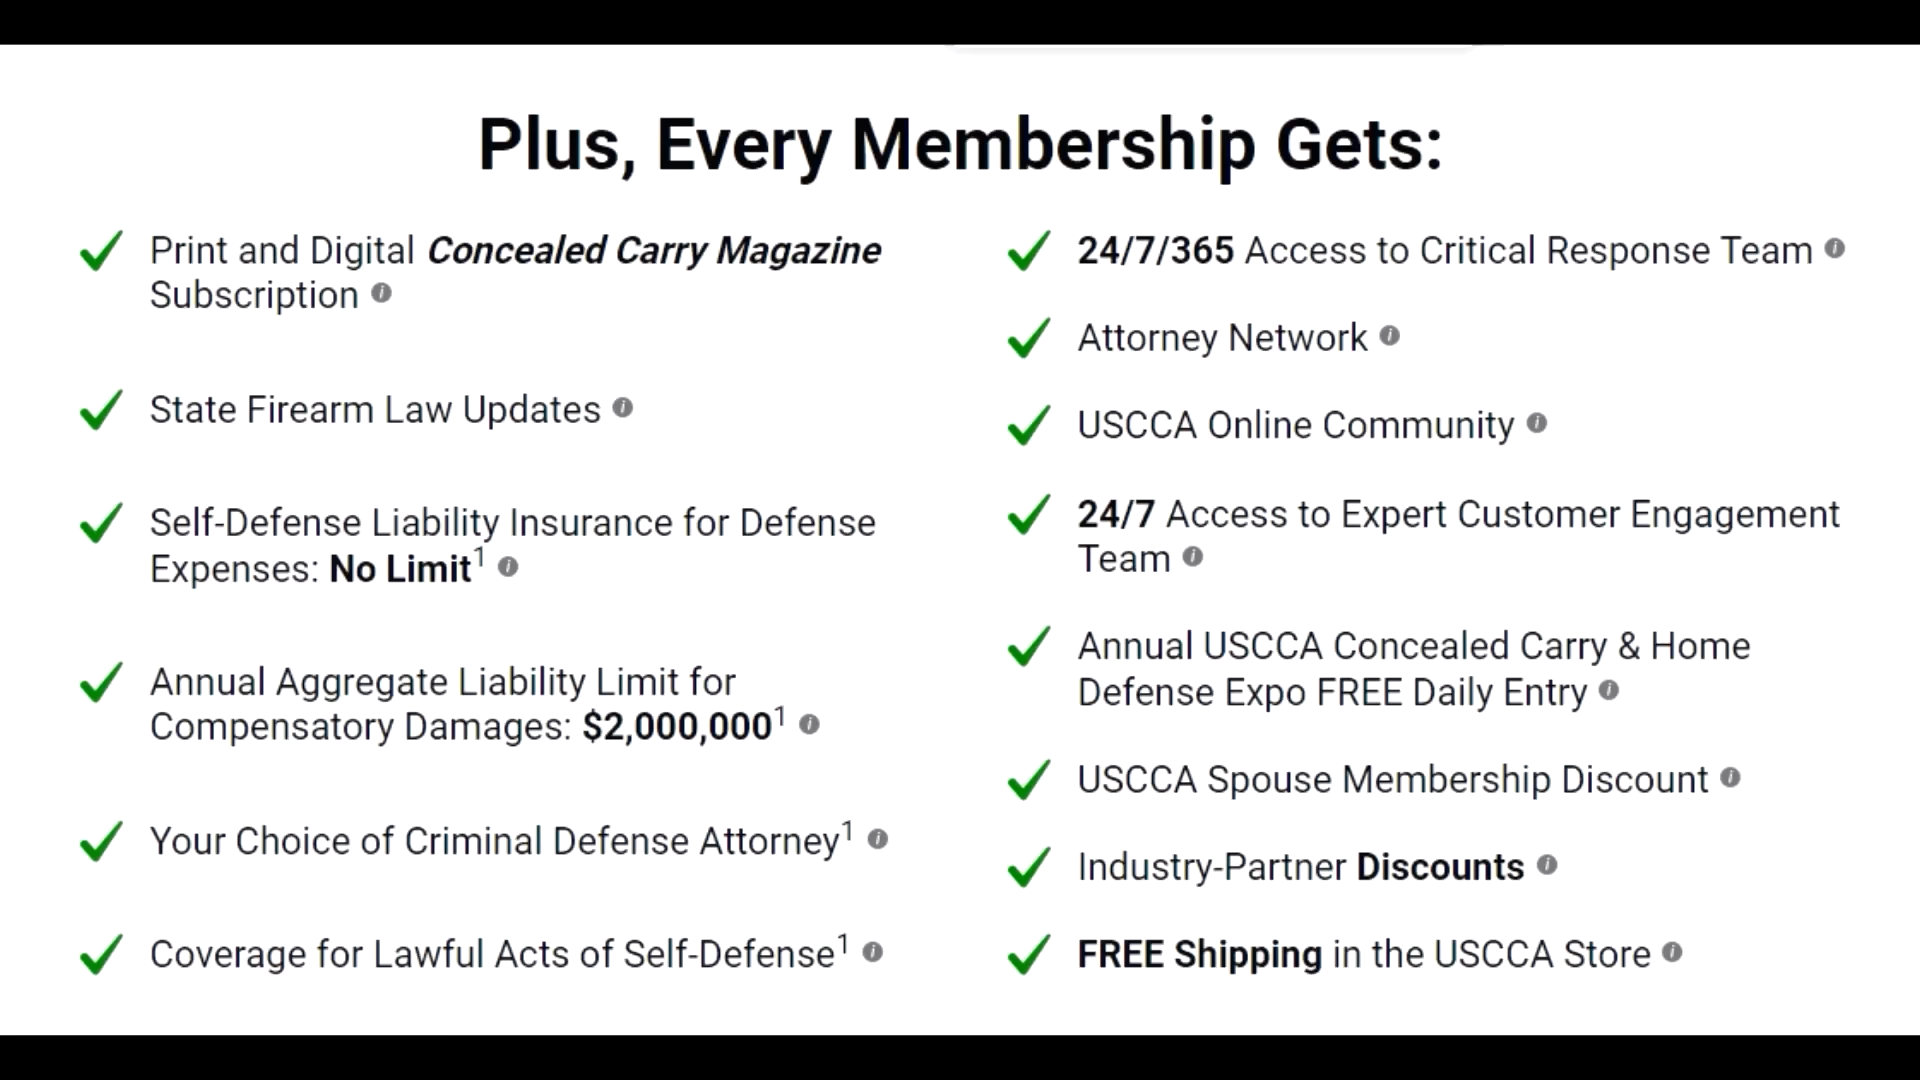 Plus, Every Membership Gets:
Print and Digital Concealed Carry Magazine
Subscription
State Firearm Law Updates
Self-Defense Liability Insurance for Defense
Expenses: No Limit¹
Annual Aggregate Liability Limit for
Compensatory Damages: $2,000,000¹
Your Choice of Criminal Defense Attorney¹
Coverage for Lawful Acts of Self-Defense¹
24/7/365 Access to Critical Response Team
Attorney Network
USCCA Online Community
24/7 Access to Expert Customer Engagement
Team
Annual USCCA Concealed Carry & Home
Defense Expo FREE Daily Entry
USCCA Spouse Membership Discount
Industry-Partner Discounts
FREE Shipping in the USCCA Store